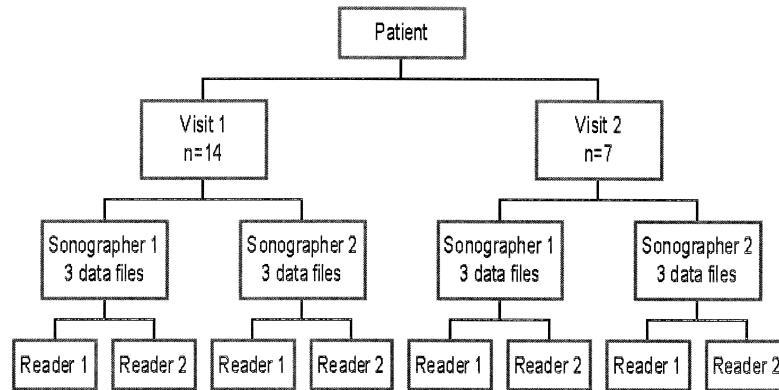 Patient
Visit 1
n=14
Visit 2
n=7
Sonographer 1
3 data files
Sonographer 2
3 data files
Sonographer 1
3 data files
Sonographer 2
3 data files
Reader 1
Reader 2
Reader 1
Reader 2
Reader 1
Reader 2
Reader 1
Reader 2